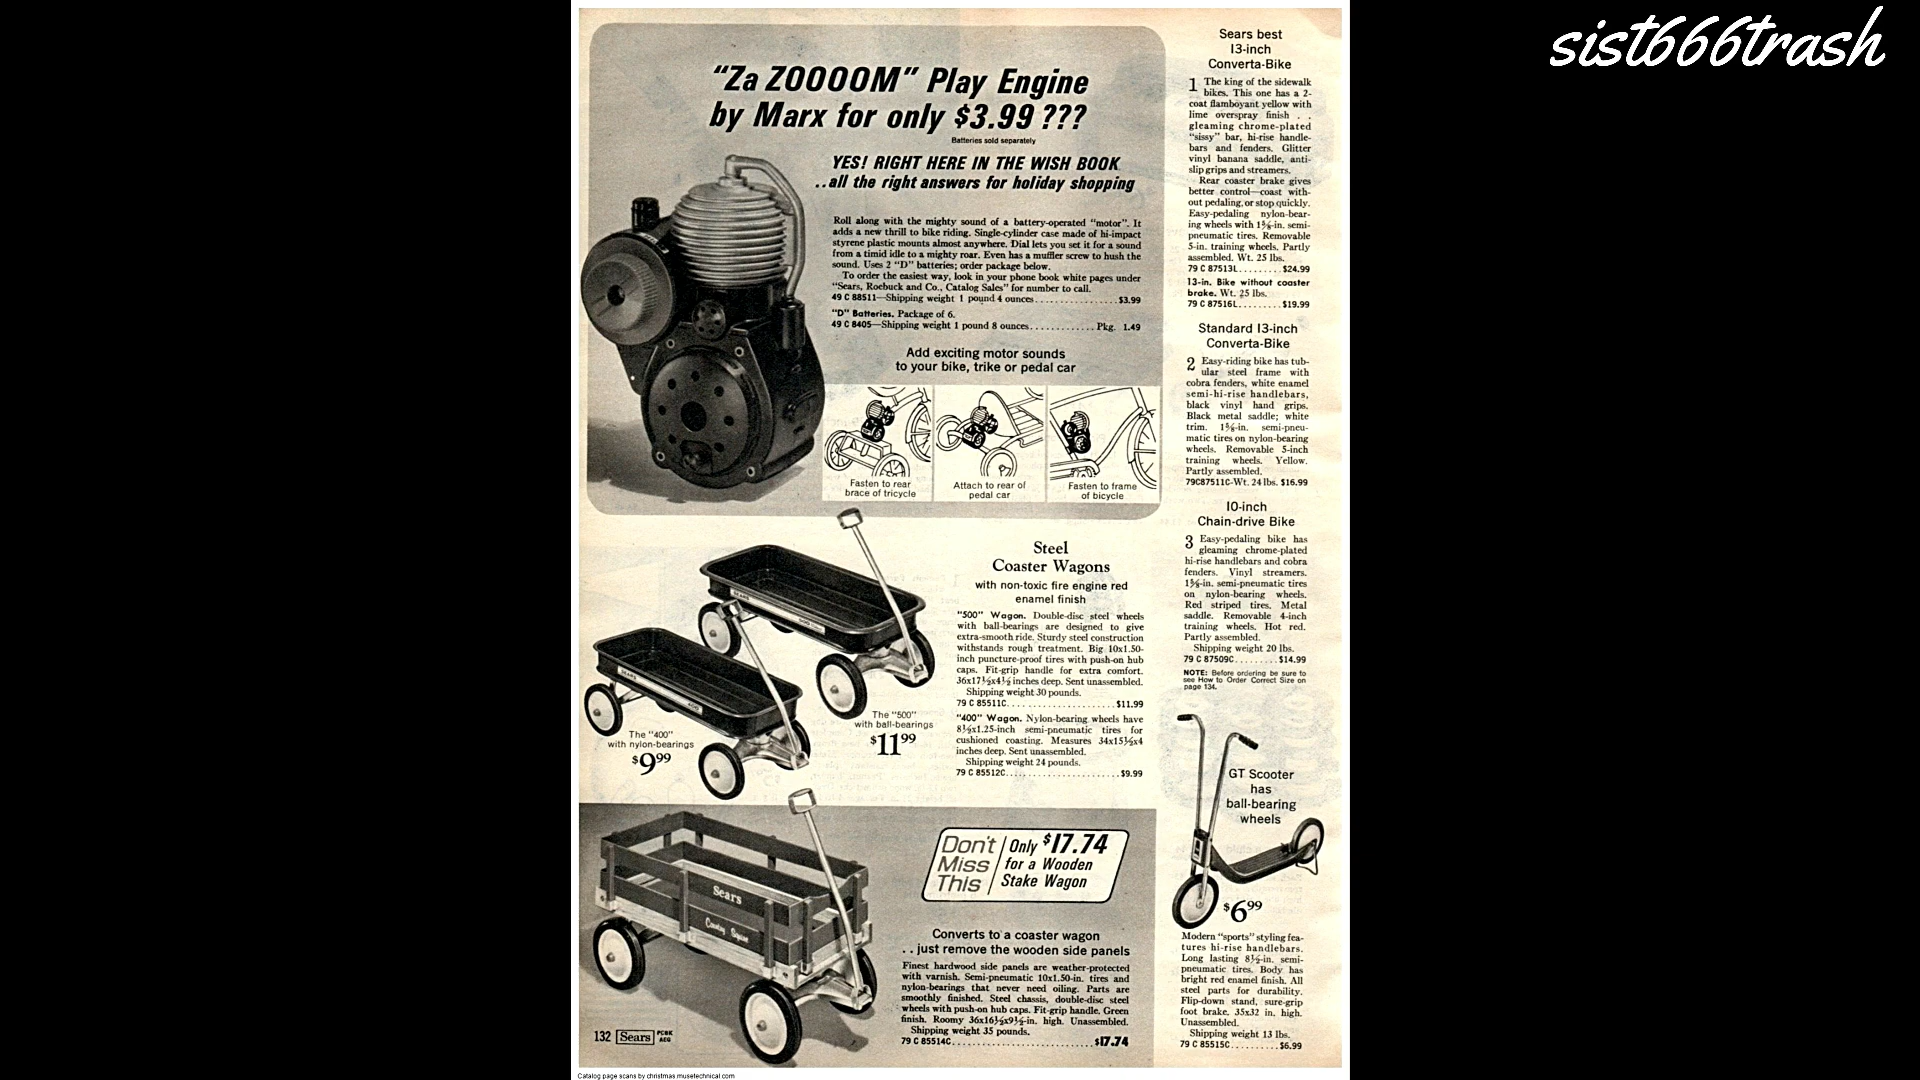 sist666trash
"Za ZOOOOM" Play Engine
by Marx for only $3.99 ???
Batteries sold separately
YES! RIGHT HERE IN THE WISH BOOK
..all the right answers for holiday shopping
Roll along with the mighty sound of a battery-operated "motor". It
adds a new thrill to bike riding. Single-cylinder case made of hi-impact
styrene plastic mounts almost anywhere. Dial lets you set it for a sound
from a timid idle to a mighty roar. Even has a muffler screw to hush the
sound. Uses 2 "D" batteries; order package below.
To order the easiest way, look in your phone book white pages under
"Sears, Roebuck and Co., Catalog Sales" for number to call.
49 C 88511—Shipping weight 1 pound 4 ounces................$3.99
"D" Batteries. Package of 6.
49 C 8405—Shipping weight 1 pound 8 ounces............. Pkg. 1.49
Add exciting motor sounds
to your bike, trike or pedal car
Fasten to rear
brace of tricycle
Attach to rear of
pedal car
Fasten to frame
of bicycle
Steel
Coaster Wagons
with non-toxic fire engine red
enamel finish
"500" Wagon. Double-disc steel wheels
with ball-bearings are designed to give
extra-smooth ride. Sturdy steel construction
withstands rough treatment. Big 10x1.50-
inch puncture-proof tires with push-on hub
caps. Fit-grip handle for extra comfort.
36x17½x4½ inches deep. Sent unassembled.
Shipping weight 30 pounds.
79 C 85511C.....................$11.99
"400" Wagon. Nylon-bearing wheels have
8½x1.25-inch semi-pneumatic tires for
cushioned coasting. Measures 34x15½x4
inches deep. Sent unassembled.
Shipping weight 24 pounds.
79 C 85512C......................$9.99
SEARS
500
SEARS
400
The "500"
with ball-bearings
$11⁹⁹
The "400"
with nylon-bearings
$9⁹⁹
Don't
Miss
This
Only $17.74
for a Wooden
Stake Wagon
Sears
Country Squire
Converts to a coaster wagon
. . just remove the wooden side panels
Finest hardwood side panels are weather-protected
with varnish. Semi-pneumatic 10x1.50-in. tires and
nylon-bearings that never need oiling. Parts are
smoothly finished. Steel chassis, double-disc steel
wheels with push-on hub caps. Fit-grip handle. Green
finish. Roomy 36x16½x9½-in. high. Unassembled.
Shipping weight 35 pounds.
79 C 85514C...........................$17.74
132 Sears PCBK
AEG
Sears best
13-inch
Converta-Bike
1 The king of the sidewalk
bikes. This one has a 2-
coat flamboyant yellow with
lime overspray finish . .
gleaming chrome-plated
"sissy" bar, hi-rise handle-
bars and fenders. Glitter
vinyl banana saddle, anti-
slip grips and streamers.
Rear coaster brake gives
better control—coast with-
out pedaling, or stop quickly.
Easy-pedaling nylon-bear-
ing wheels with 1⅝-in. semi-
pneumatic tires. Removable
5-in. training wheels. Partly
assembled. Wt. 25 lbs.
79 C 87513L.........$24.99
13-in. Bike without coaster
brake. Wt. 25 lbs.
79 C 87516L.........$19.99
Standard 13-inch
Converta-Bike
2 Easy-riding bike has tub-
ular steel frame with
cobra fenders, white enamel
semi-hi-rise handlebars,
black vinyl hand grips.
Black metal saddle; white
trim. 1⅝-in. semi-pneu-
matic tires on nylon-bearing
wheels. Removable 5-inch
training wheels. Yellow.
Partly assembled.
79C87511C-Wt. 24 lbs. $16.99
10-inch
Chain-drive Bike
3 Easy-pedaling bike has
gleaming chrome-plated
hi-rise handlebars and cobra
fenders. Vinyl streamers.
1⅝-in. semi-pneumatic tires
on nylon-bearing wheels.
Red striped tires. Metal
saddle. Removable 4-inch
training wheels. Hot red.
Partly assembled.
Shipping weight 20 lbs.
79 C 87509C.........$14.99
NOTE: Before ordering be sure to
see How to Order Correct Size on
page 134.
GT Scooter
has
ball-bearing
wheels
$6⁹⁹
Modern "sports" styling fea-
tures hi-rise handlebars.
Long lasting 8½-in. semi-
pneumatic tires. Body has
bright red enamel finish. All
steel parts for durability.
Flip-down stand, sure-grip
foot brake. 35x32 in. high.
Unassembled.
Shipping weight 13 lbs.
79 C 85515C..........$6.99
Catalog page scans by christmas.musetechnical.com